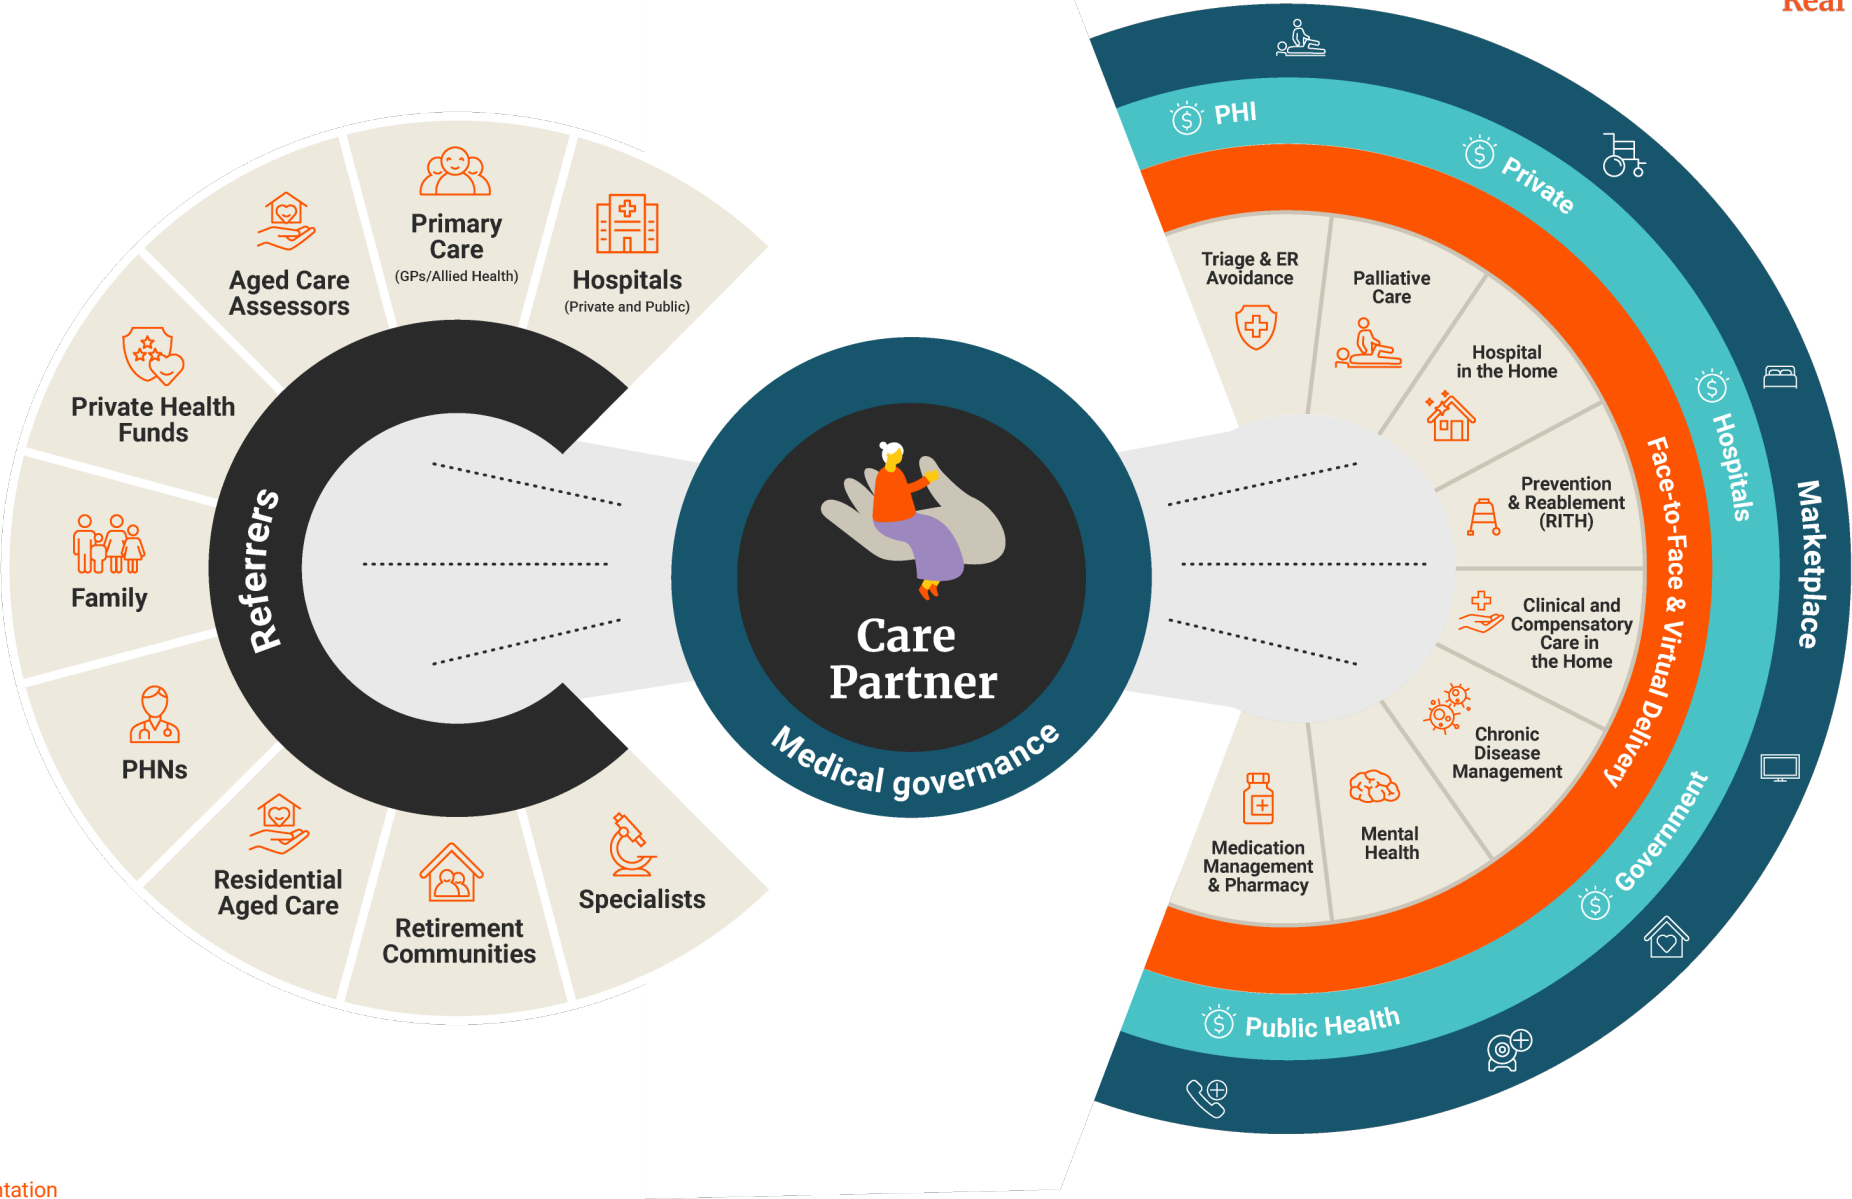 Real
Primary
Care
(GPs/Allied Health)
Hospitals
(Private and Public)
Aged Care
Assessors
Private Health
Funds
Family
PHNs
Residential
Aged Care
Retirement
Communities
Specialists
Referrers
Care
Partner
Medical governance
Triage & ER
Avoidance
Palliative
Care
Hospital
in the Home
Prevention
& Reablement
(RITH)
Clinical and
Compensatory
Care in
the Home
Chronic
Disease
Management
Mental
Health
Medication
Management
& Pharmacy
Face-to-Face & Virtual Delivery
$ PHI
$ Private
$ Hospitals
$ Government
$ Public Health
Marketplace
ntation